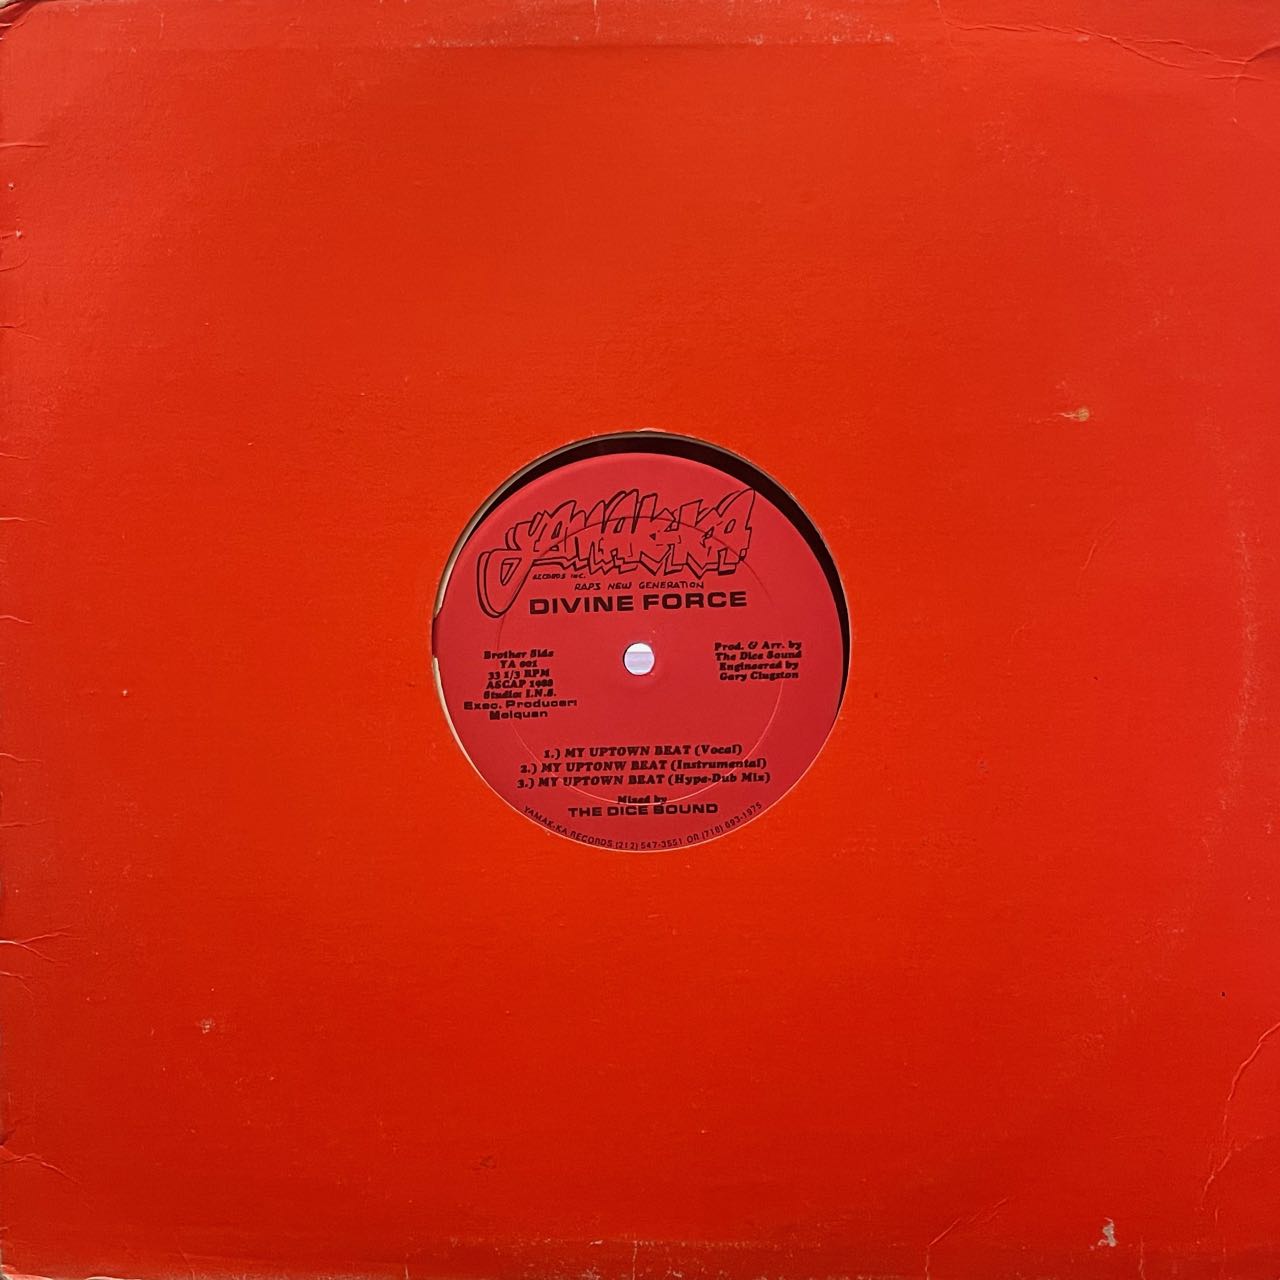 YAMAK-KA
RECORDS INC.
RAPS NEW GENERATION
DIVINE FORCE
Brother Side
YA 001
33 1/3 RPM
ASCAP 1988
Studio: I.N.S.
Exec. Producer:
Melquan
Prod. & Arr. by
The Dice Sound
Engineered by
Gary Clugston
1.) MY UPTOWN BEAT (Vocal)
2.) MY UPTONW BEAT (Instrumental)
3.) MY UPTOWN BEAT (Hype-Dub Mix)
Mixed by
THE DICE SOUND
YAMAK-KA RECORDS (212) 547-3551 OR (718) 693-1975